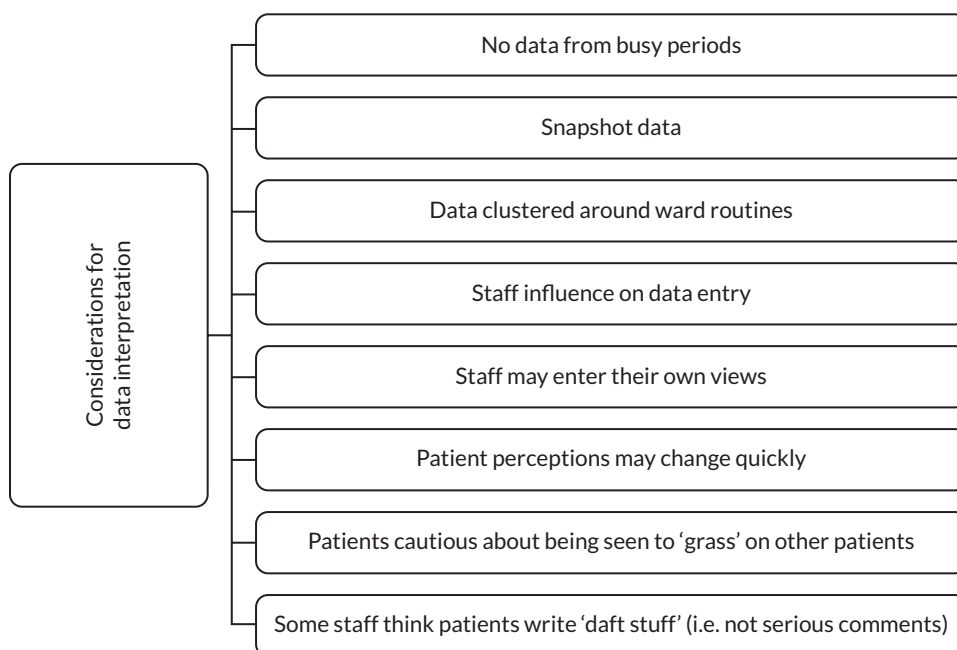 Considerations for
data interpretation
No data from busy periods
Snapshot data
Data clustered around ward routines
Staff influence on data entry
Staff may enter their own views
Patient perceptions may change quickly
Patients cautious about being seen to ‘grass’ on other patients
Some staff think patients write ‘daft stuff’ (i.e. not serious comments)